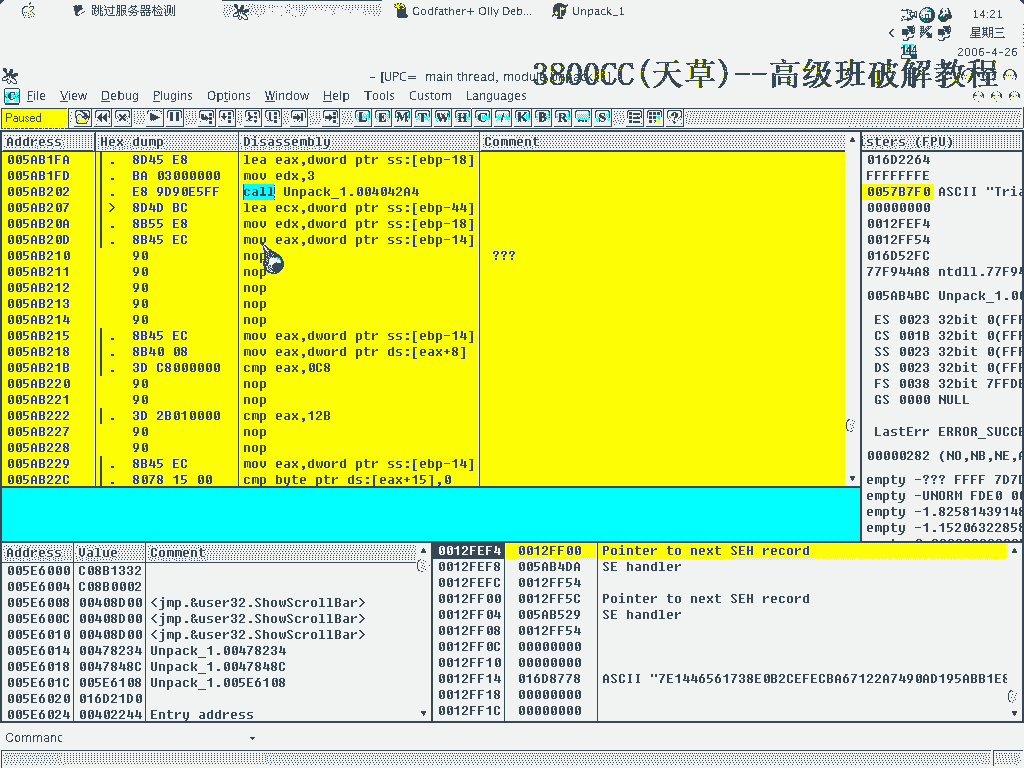 跳过服务器检测 Godfather+ Olly Deb... Unpack_1 14:21
星期三
2006-4-26
3800CC(天草)--高级班破解教程
- [UPC= main thread, module
File View Debug Plugins Options Window Help Tools Custom Languages
Paused L E M T W H C / K B R ... S
Address Hex dump Disassembly Comment sters (FPU)
005AB1FA . 8D45 E8 lea eax,dword ptr ss:[ebp-18] 016D2264
005AB1FD . BA 03000000 mov edx,3 FFFFFFFE
005AB202 . E8 9D90E5FF call Unpack_1.004042A4 0057B7F0 ASCII "Tria
005AB207 > 8D4D BC lea ecx,dword ptr ss:[ebp-44] 00000000
005AB20A . 8B55 E8 mov edx,dword ptr ss:[ebp-18] 0012FEF4
005AB20D . 8B45 EC mov eax,dword ptr ss:[ebp-14] 0012FF54
005AB210 90 nop ??? 016D52FC
005AB211 90 nop 77F944A8 ntdll.77F94
005AB212 90 nop
005AB213 90 nop 005AB4BC Unpack_1.00
005AB214 90 nop ES 0023 32bit 0(FFF
005AB215 . 8B45 EC mov eax,dword ptr ss:[ebp-14] CS 001B 32bit 0(FFF
005AB218 . 8B40 08 mov eax,dword ptr ds:[eax+8] SS 0023 32bit 0(FFF
005AB21B . 3D C8000000 cmp eax,0C8 DS 0023 32bit 0(FFF
005AB220 90 nop FS 0038 32bit 7FFDE
005AB221 90 nop GS 0000 NULL
005AB222 . 3D 2B010000 cmp eax,12B
005AB227 90 nop LastErr ERROR_SUCCE
005AB228 90 nop 00000282 (NO,NB,NE,A
005AB229 . 8B45 EC mov eax,dword ptr ss:[ebp-14]
005AB22C . 8078 15 00 cmp byte ptr ds:[eax+15],0 empty -??? FFFF 7D7D
empty -UNORM FDE0 00
empty -1.82581439148
empty -1.15206322858
Address Value Comment 0012FEF4 0012FF00 Pointer to next SEH record
005E6000 C08B1332 0012FEF8 005AB4DA SE handler
005E6004 C08B0002 0012FEFC 0012FF54
005E6008 00408D00 <jmp.&user32.ShowScrollBar> 0012FF00 0012FF5C Pointer to next SEH record
005E600C 00408D00 <jmp.&user32.ShowScrollBar> 0012FF04 005AB529 SE handler
005E6010 00408D00 <jmp.&user32.ShowScrollBar> 0012FF08 0012FF54
005E6014 00478234 Unpack_1.00478234 0012FF0C 00000000
005E6018 0047848C Unpack_1.0047848C 0012FF10 00000000
005E601C 005E6108 Unpack_1.005E6108 0012FF14 016D8778 ASCII "7E1446561738E0B2CEFECBA67122A7490AD195ABB1E8
005E6020 016D21D0 0012FF18 00000000
005E6024 00402244 Entry address 0012FF1C 00000000
Command